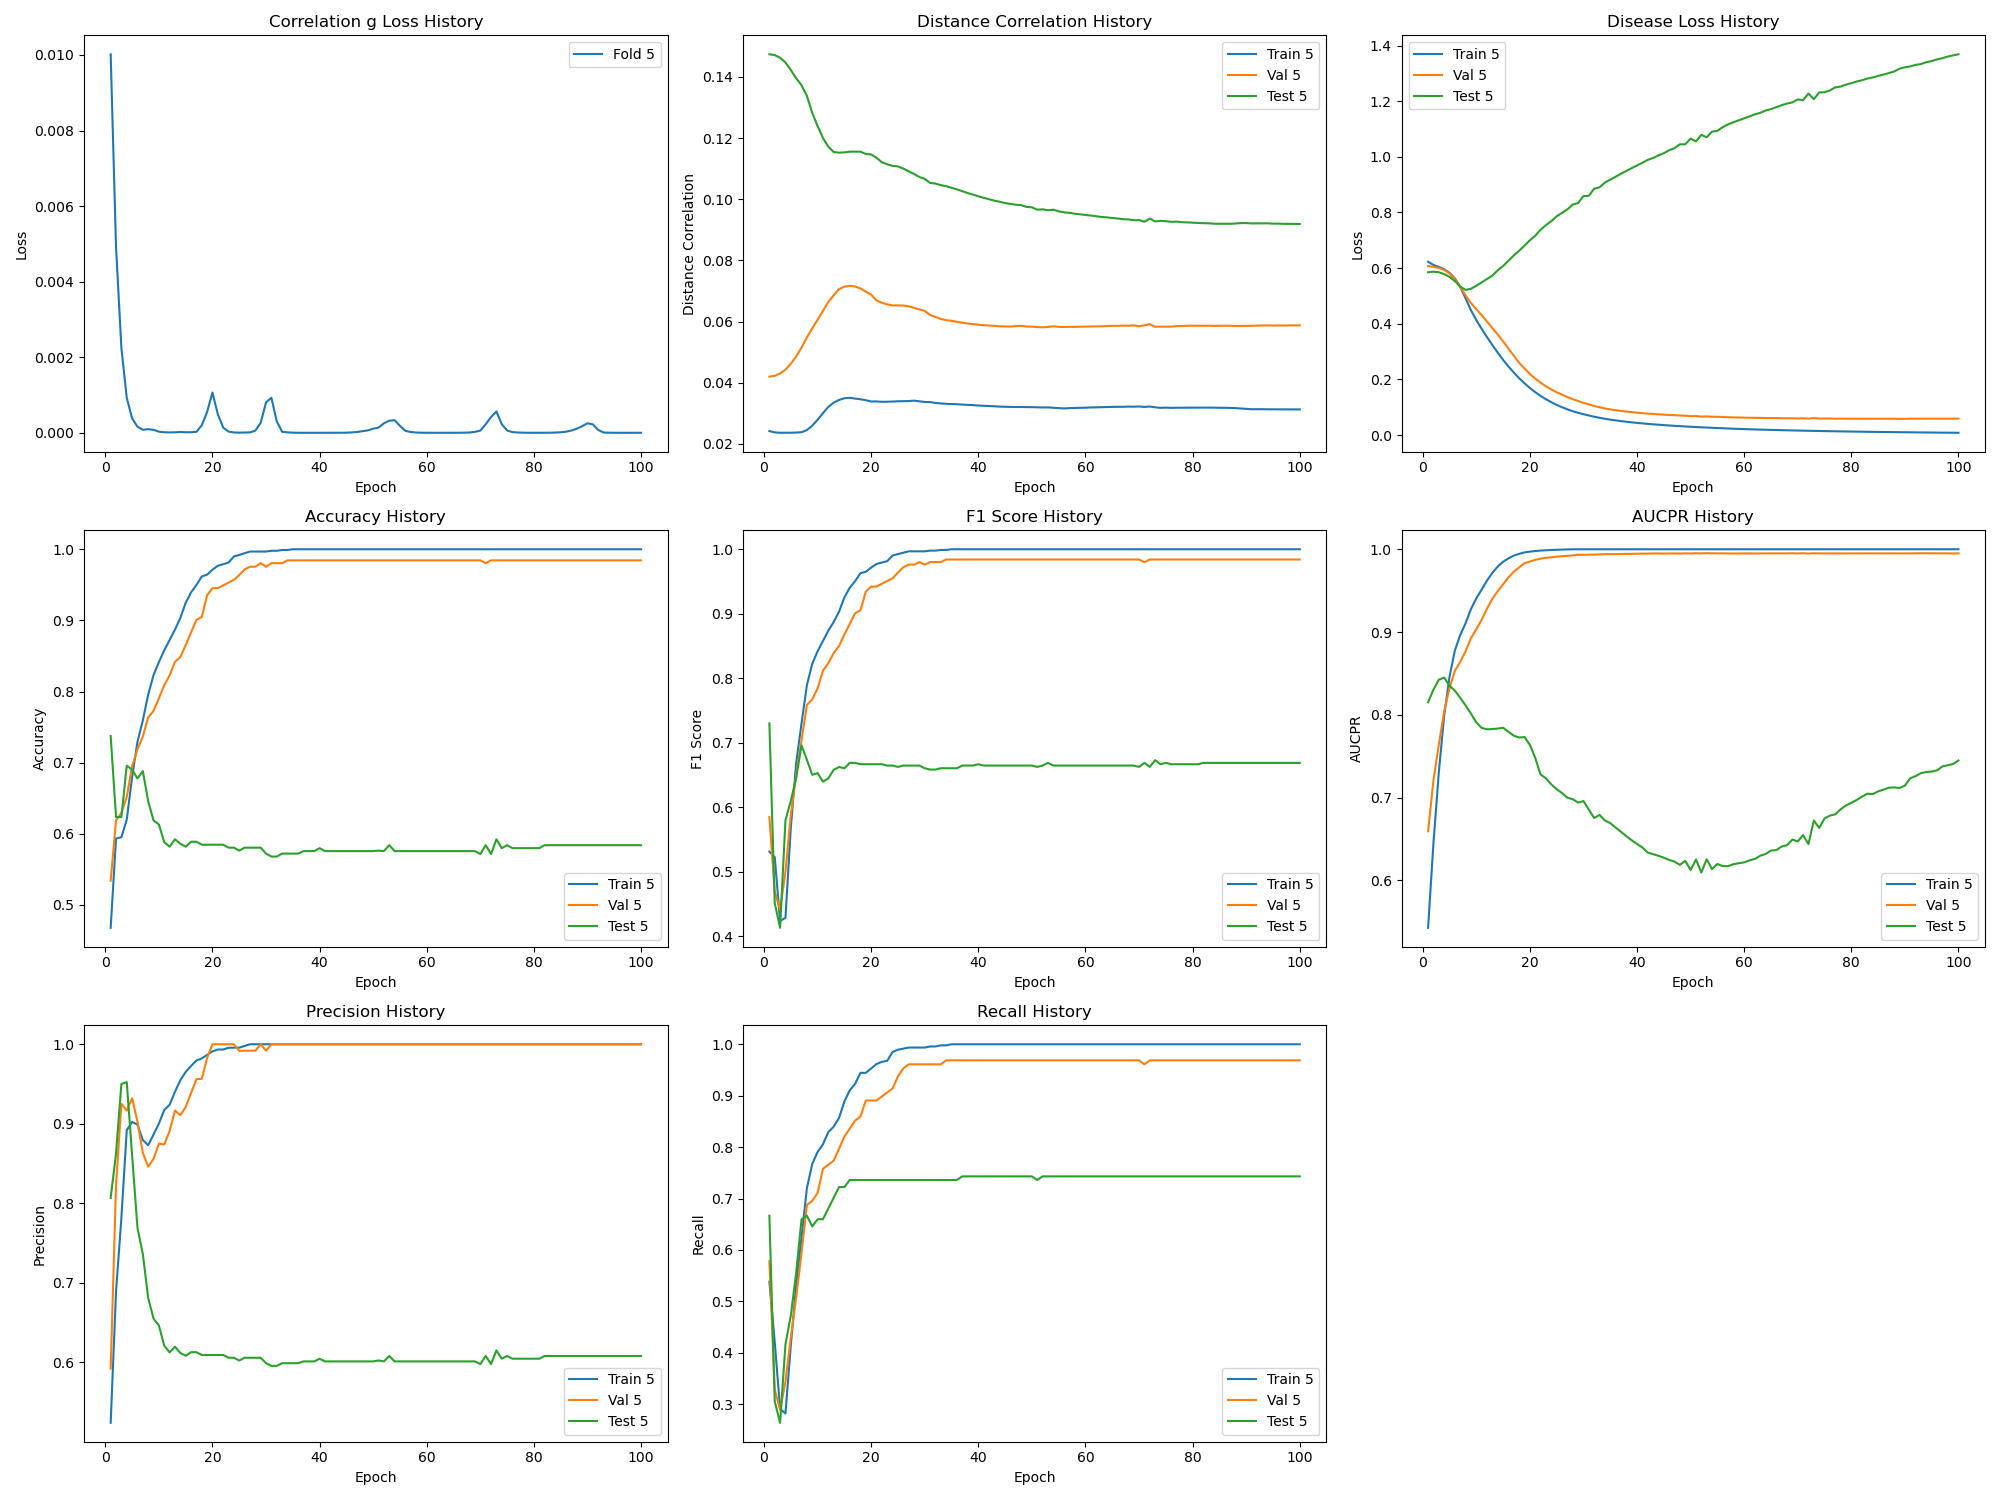 Correlation g Loss History
Loss
0.010
0.008
0.006
0.004
0.002
0.000
0 20 40 60 80 100
Epoch
Fold 5
Distance Correlation History
Distance Correlation
0.14
0.12
0.10
0.08
0.06
0.04
0.02
0 20 40 60 80 100
Epoch
Train 5
Val 5
Test 5
Disease Loss History
Loss
1.4
1.2
1.0
0.8
0.6
0.4
0.2
0.0
0 20 40 60 80 100
Epoch
Train 5
Val 5
Test 5
Accuracy History
Accuracy
1.0
0.9
0.8
0.7
0.6
0.5
0 20 40 60 80 100
Epoch
Train 5
Val 5
Test 5
F1 Score History
F1 Score
1.0
0.9
0.8
0.7
0.6
0.5
0.4
0 20 40 60 80 100
Epoch
Train 5
Val 5
Test 5
AUCPR History
AUCPR
1.0
0.9
0.8
0.7
0.6
0 20 40 60 80 100
Epoch
Train 5
Val 5
Test 5
Precision History
Precision
1.0
0.9
0.8
0.7
0.6
0 20 40 60 80 100
Epoch
Train 5
Val 5
Test 5
Recall History
Recall
1.0
0.9
0.8
0.7
0.6
0.5
0.4
0.3
0 20 40 60 80 100
Epoch
Train 5
Val 5
Test 5